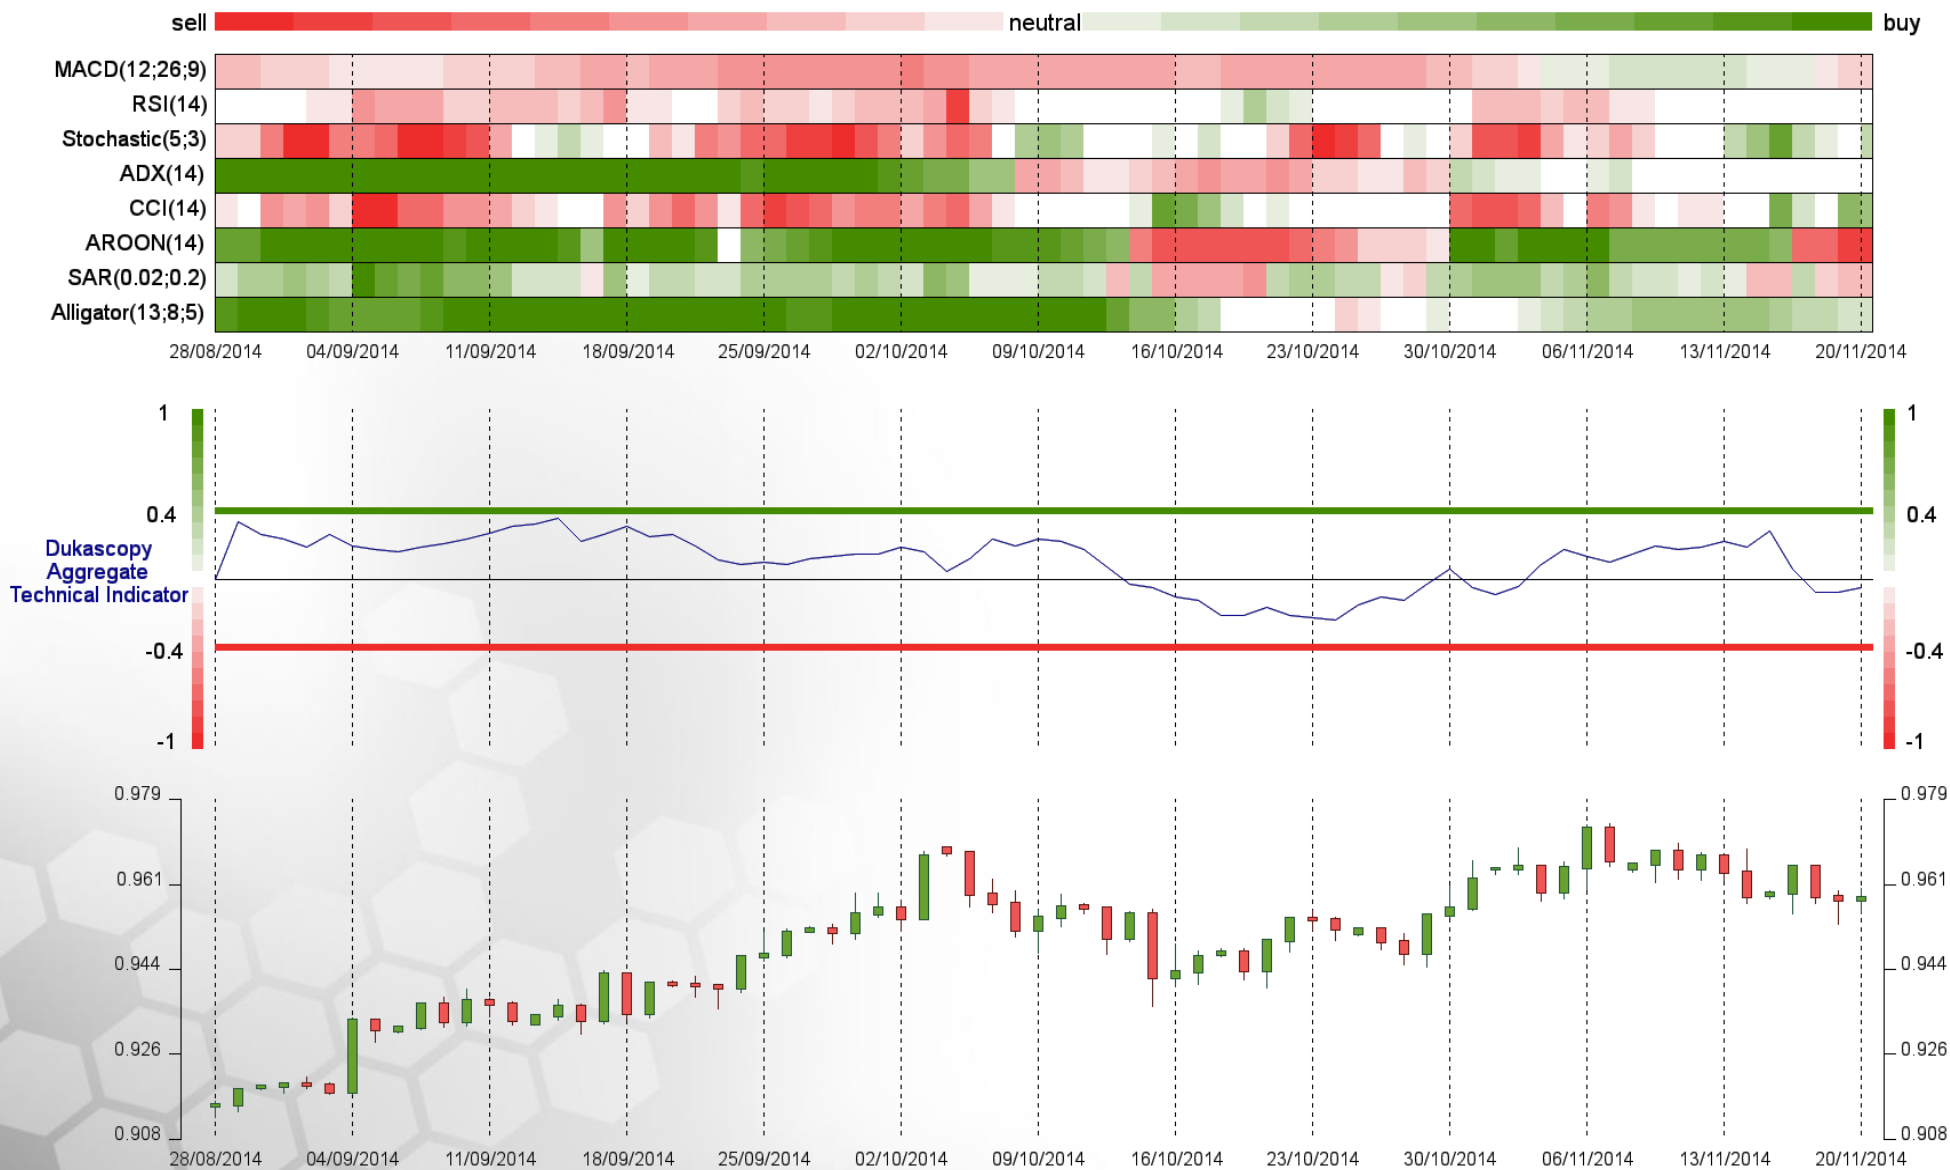 sell neutral buy
MACD(12;26;9)
RSI(14)
Stochastic(5;3)
ADX(14)
CCI(14)
AROON(14)
SAR(0.02;0.2)
Alligator(13;8;5)
28/08/2014 04/09/2014 11/09/2014 18/09/2014 25/09/2014 02/10/2014 09/10/2014 16/10/2014 23/10/2014 30/10/2014 06/11/2014 13/11/2014 20/11/2014
1 1
0.4 0.4
Dukascopy
Aggregate
Technical Indicator
-0.4 -0.4
-1 -1
0.979 0.979
0.961 0.961
0.944 0.944
0.926 0.926
0.908 0.908
28/08/2014 04/09/2014 11/09/2014 18/09/2014 25/09/2014 02/10/2014 09/10/2014 16/10/2014 23/10/2014 30/10/2014 06/11/2014 13/11/2014 20/11/2014